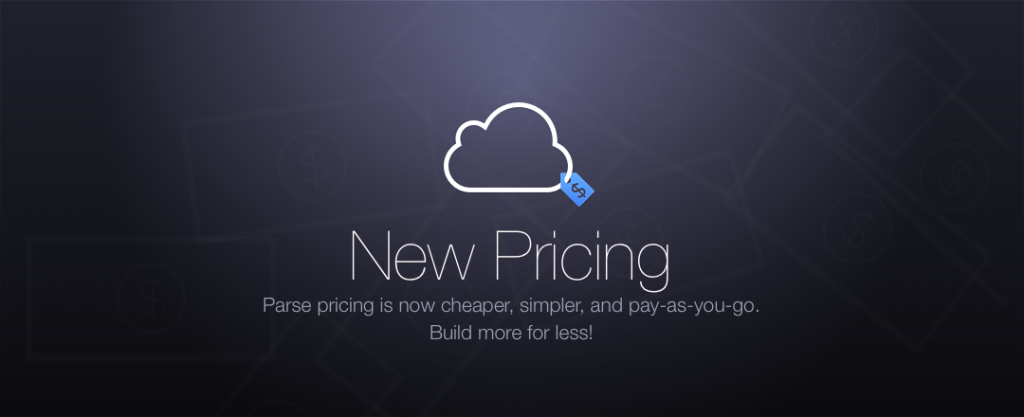 New Pricing
Parse pricing is now cheaper, simpler, and pay-as-you-go.
Build more for less!